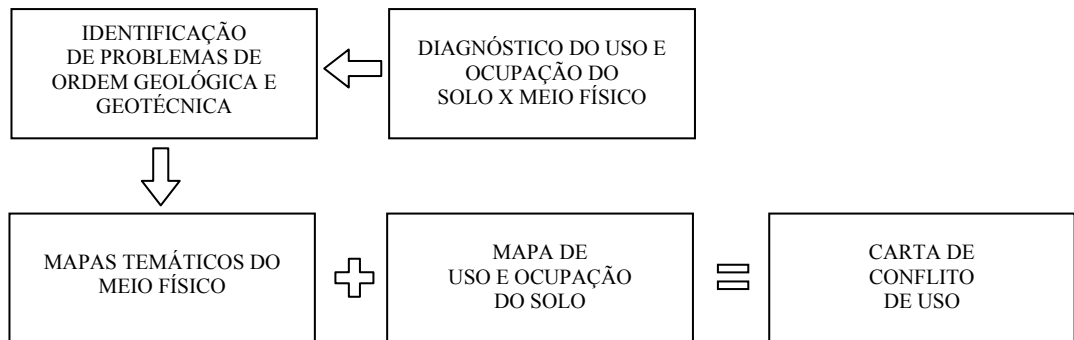 IDENTIFICAÇÃO
DE PROBLEMAS DE
ORDEM GEOLÓGICA E
GEOTÉCNICA
DIAGNÓSTICO DO USO E
OCUPAÇÃO DO
SOLO X MEIO FÍSICO
MAPAS TEMÁTICOS DO
MEIO FÍSICO
MAPA DE
USO E OCUPAÇÃO
DO SOLO
CARTA DE
CONFLITO
DE USO